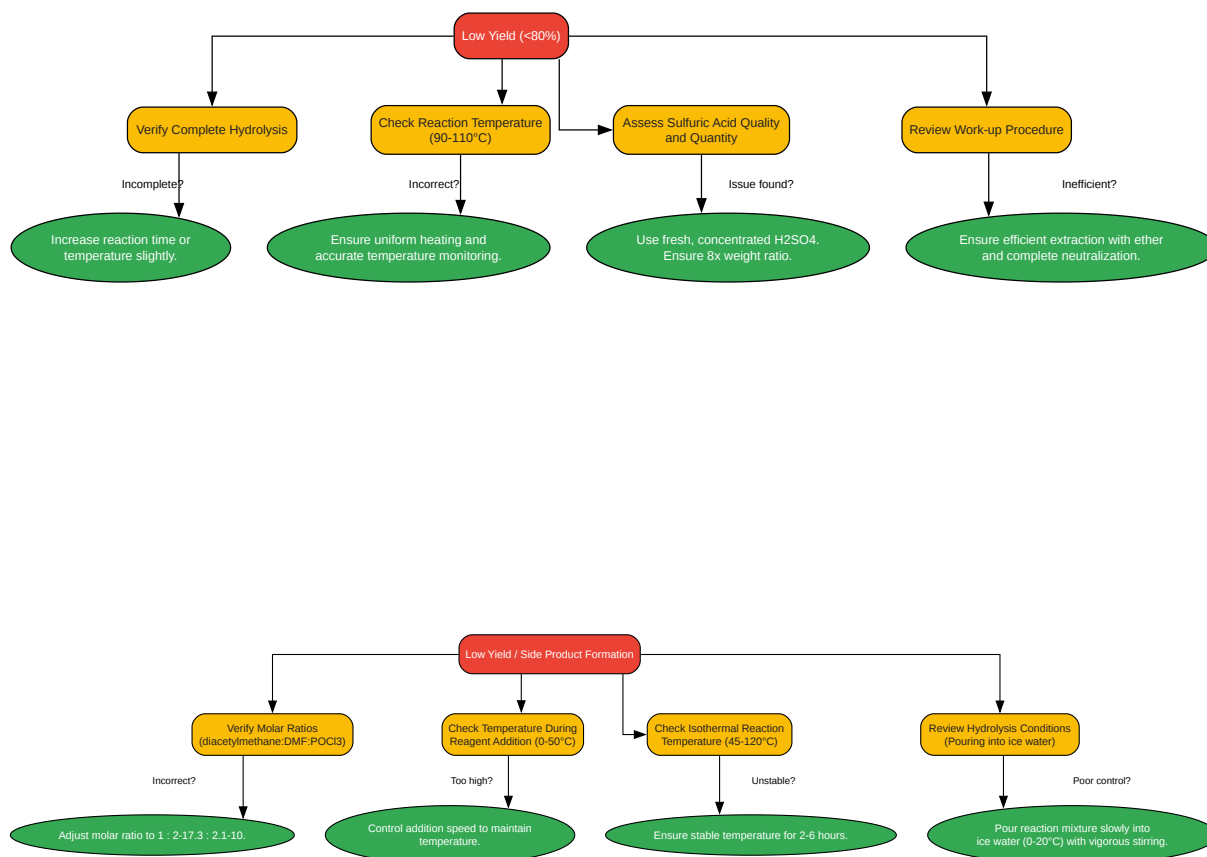 Low Yield (<80%)
Verify Complete Hydrolysis
Check Reaction Temperature
(90-110°C)
Assess Sulfuric Acid Quality
and Quantity
Review Work-up Procedure
Incomplete?
Incorrect?
Issue found?
Inefficient?
Increase reaction time or
temperature slightly.
Ensure uniform heating and
accurate temperature monitoring.
Use fresh, concentrated H2SO4.
Ensure 8x weight ratio.
Ensure efficient extraction with ether
and complete neutralization.
Low Yield / Side Product Formation
Verify Molar Ratios
(diacetylmethane:DMF:POCl3)
Check Temperature During
Reagent Addition (0-50°C)
Check Isothermal Reaction
Temperature (45-120°C)
Review Hydrolysis Conditions
(Pouring into ice water)
Incorrect?
Too high?
Unstable?
Poor control?
Adjust molar ratio to 1 : 2-17.3 : 2.1-10.
Control addition speed to maintain
temperature.
Ensure stable temperature for 2-6 hours.
Pour reaction mixture slowly into
ice water (0-20°C) with vigorous stirring.